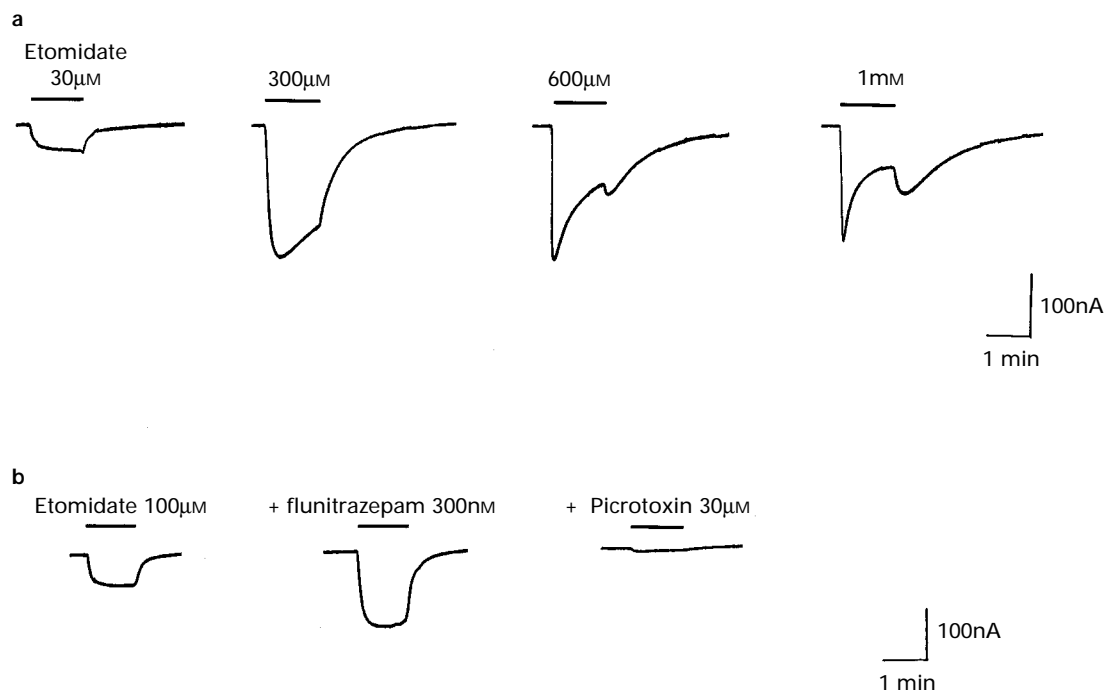 a
Etomidate
30μM
300μM
600μM
1mM
100nA
1 min
b
Etomidate 100μM
+ flunitrazepam 300nM
+ Picrotoxin 30μM
100nA
1 min